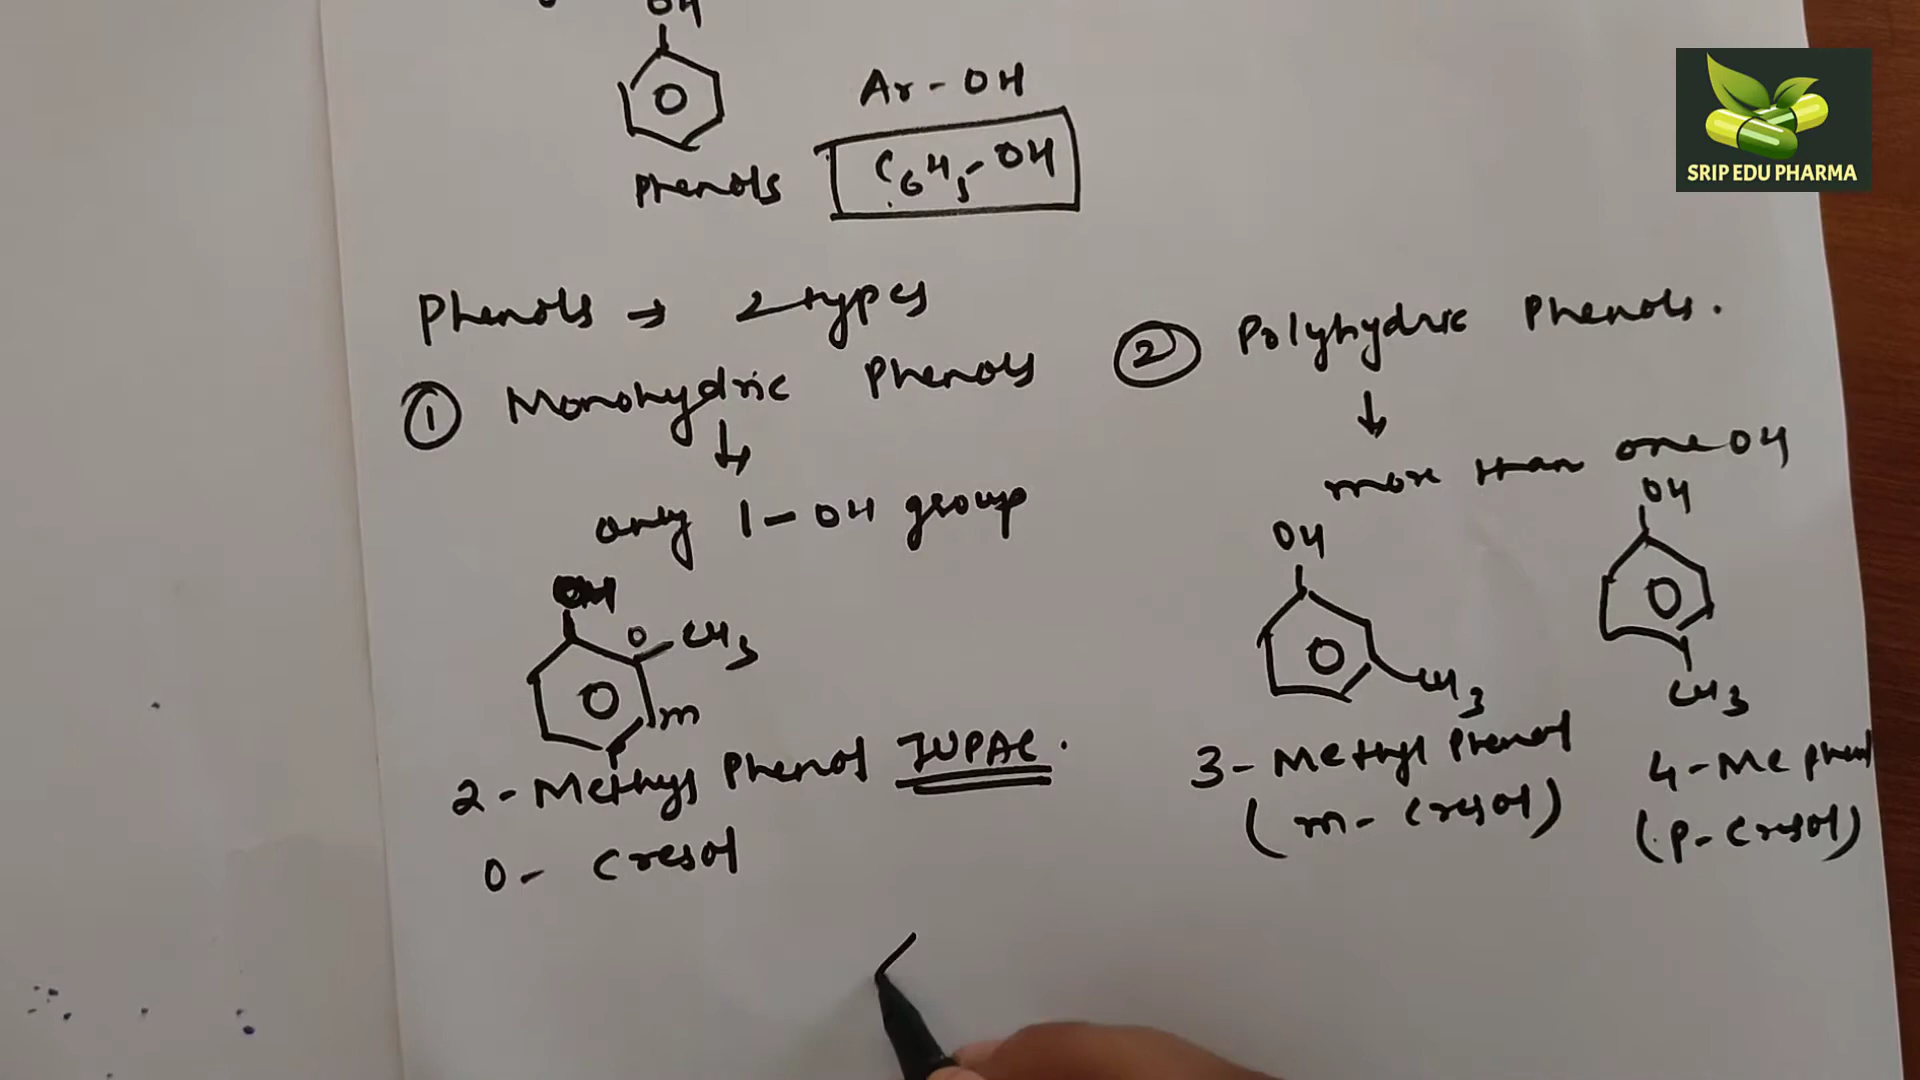 OH
Ar - OH
C6H5-OH
Phenols
SRIP EDU PHARMA
Phenols → 2 types
① Monohydric Phenols
↓
only 1 - OH group
② Polyhydric Phenols.
↓
more than one OH
OH
O CH3
m
P
2 - Methyl Phenol IUPAC.
O - Cresol
OH
CH3
3 - Methyl Phenol
(m - Cresol)
OH
CH3
4 - Me phenol
(p - Cresol)